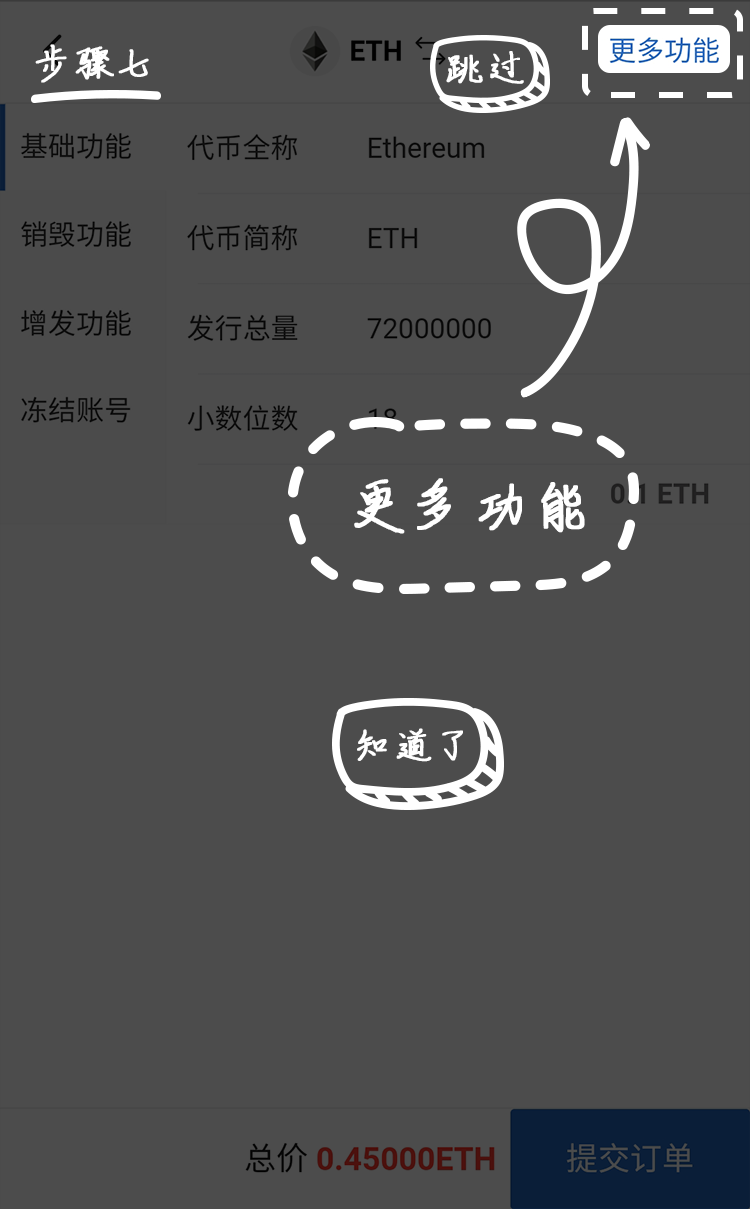 步骤七
ETH
跳过
更多功能
基础功能
代币全称
Ethereum
销毁功能
代币简称
ETH
增发功能
发行总量
72000000
冻结账号
小数位数
18
更多功能
0.1 ETH
知道了
总价 0.45000ETH
提交订单